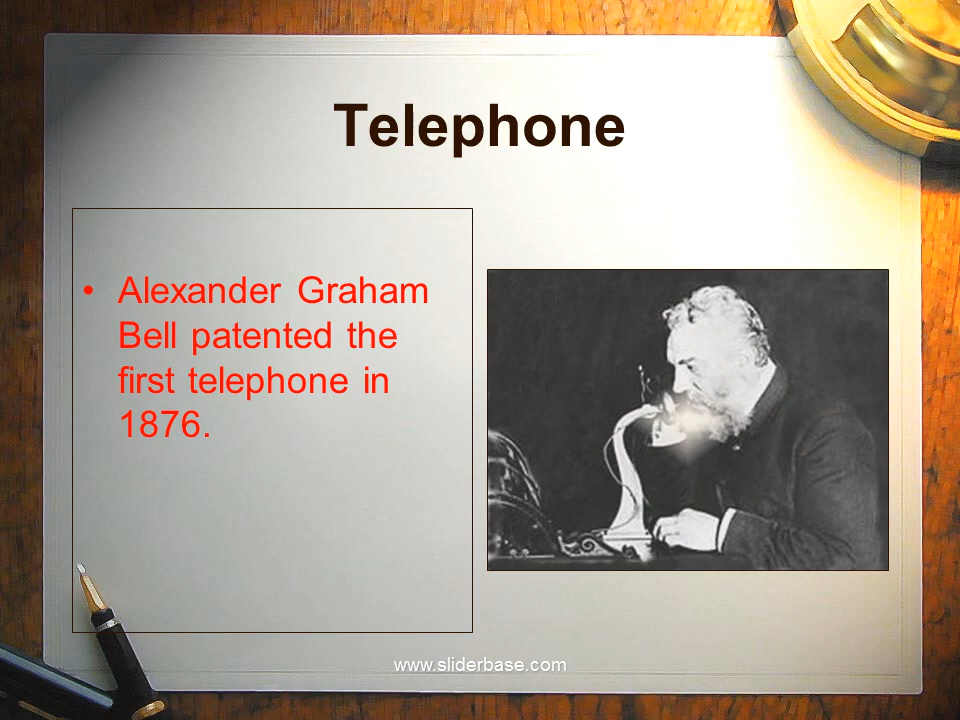 Telephone
• Alexander Graham
Bell patented the
first telephone in
1876.
www.sliderbase.com